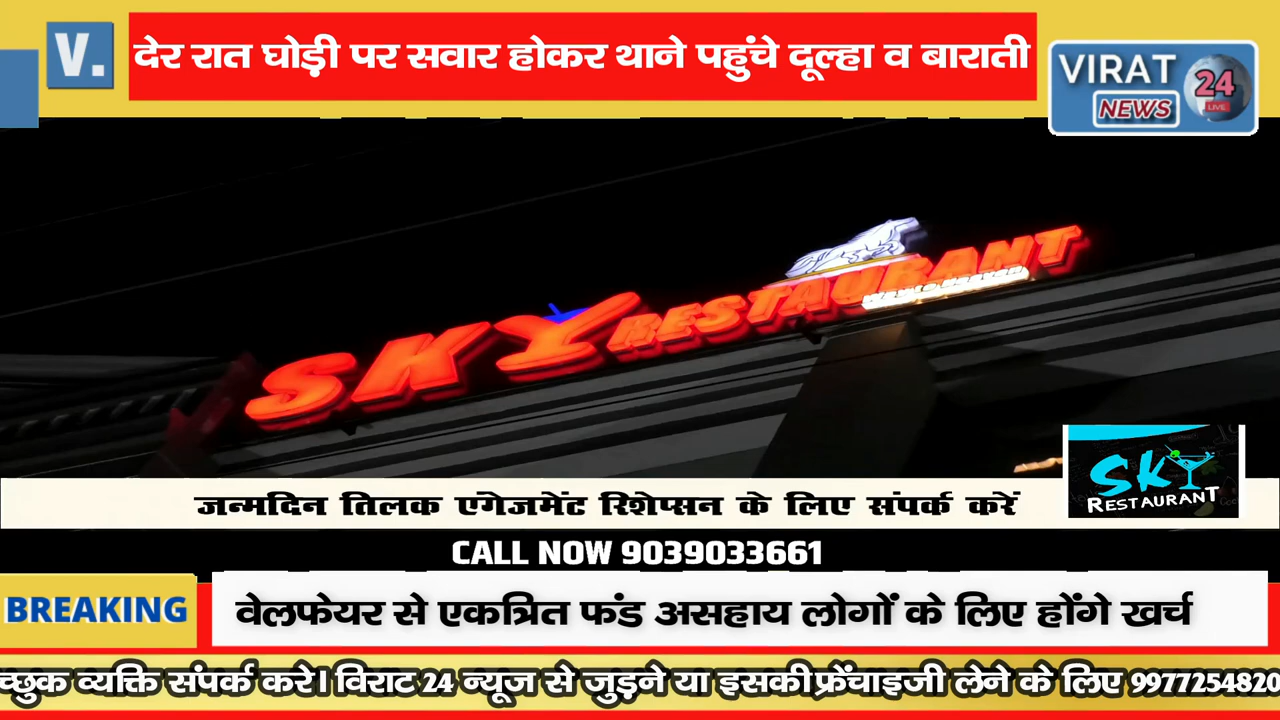 V.
देर रात घोड़ी पर सवार होकर थाने पहुंचे दूल्हा व बाराती
VIRAT
24
LIVE
NEWS
SKY RESTAURANT
जन्मदिन तिलक एंगेजमेंट रिशेप्सन के लिए संपर्क करें
SKY
RESTAURANT
CALL NOW 9039033661
BREAKING
वेलफेयर से एकत्रित फंड असहाय लोगों के लिए होंगे खर्च
च्छुक व्यक्ति संपर्क करे। विराट 24 न्यूज से जुड़ने या इसकी फ्रेंचाइजी लेने के लिए 9977254820